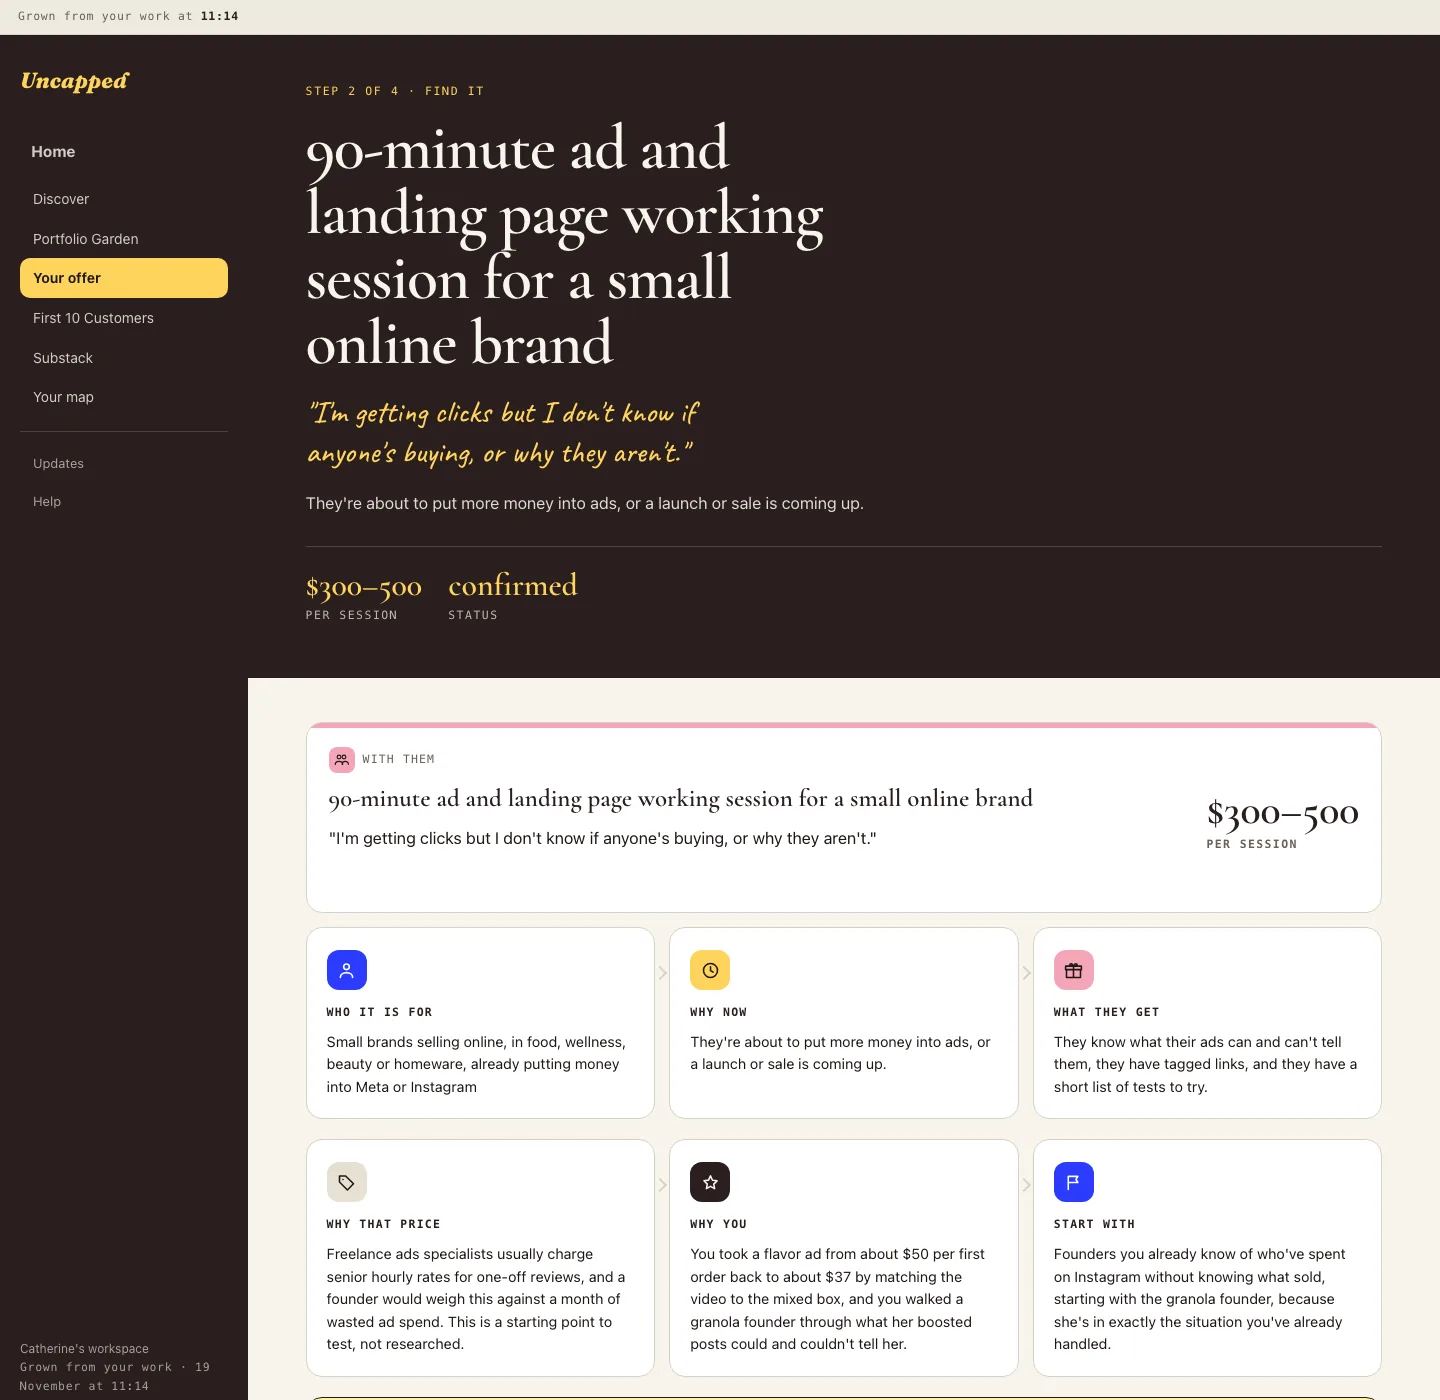 Grown from your work at 11:14
Uncapped
Home
Discover
Portfolio Garden
Your offer
First 10 Customers
Substack
Your map
Updates
Help
Catherine's workspace
Grown from your work · 19
November at 11:14
STEP 2 OF 4 · FIND IT
90-minute ad and
landing page working
session for a small
online brand
"I'm getting clicks but I don't know if
anyone's buying, or why they aren't."
They're about to put more money into ads, or a launch or sale is coming up.
$300–500
PER SESSION
confirmed
STATUS
WITH THEM
90-minute ad and landing page working session for a small online brand
"I'm getting clicks but I don't know if anyone's buying, or why they aren't."
$300–500
PER SESSION
WHO IT IS FOR
Small brands selling online, in food, wellness,
beauty or homeware, already putting money
into Meta or Instagram
WHY NOW
They're about to put more money into ads, or
a launch or sale is coming up.
WHAT THEY GET
They know what their ads can and can't tell
them, they have tagged links, and they have a
short list of tests to try.
WHY THAT PRICE
Freelance ads specialists usually charge
senior hourly rates for one-off reviews, and a
founder would weigh this against a month of
wasted ad spend. This is a starting point to
test, not researched.
WHY YOU
You took a flavor ad from about $50 per first
order back to about $37 by matching the
video to the mixed box, and you walked a
granola founder through what her boosted
posts could and couldn't tell her.
START WITH
Founders you already know of who've spent
on Instagram without knowing what sold,
starting with the granola founder, because
she's in exactly the situation you've already
handled.